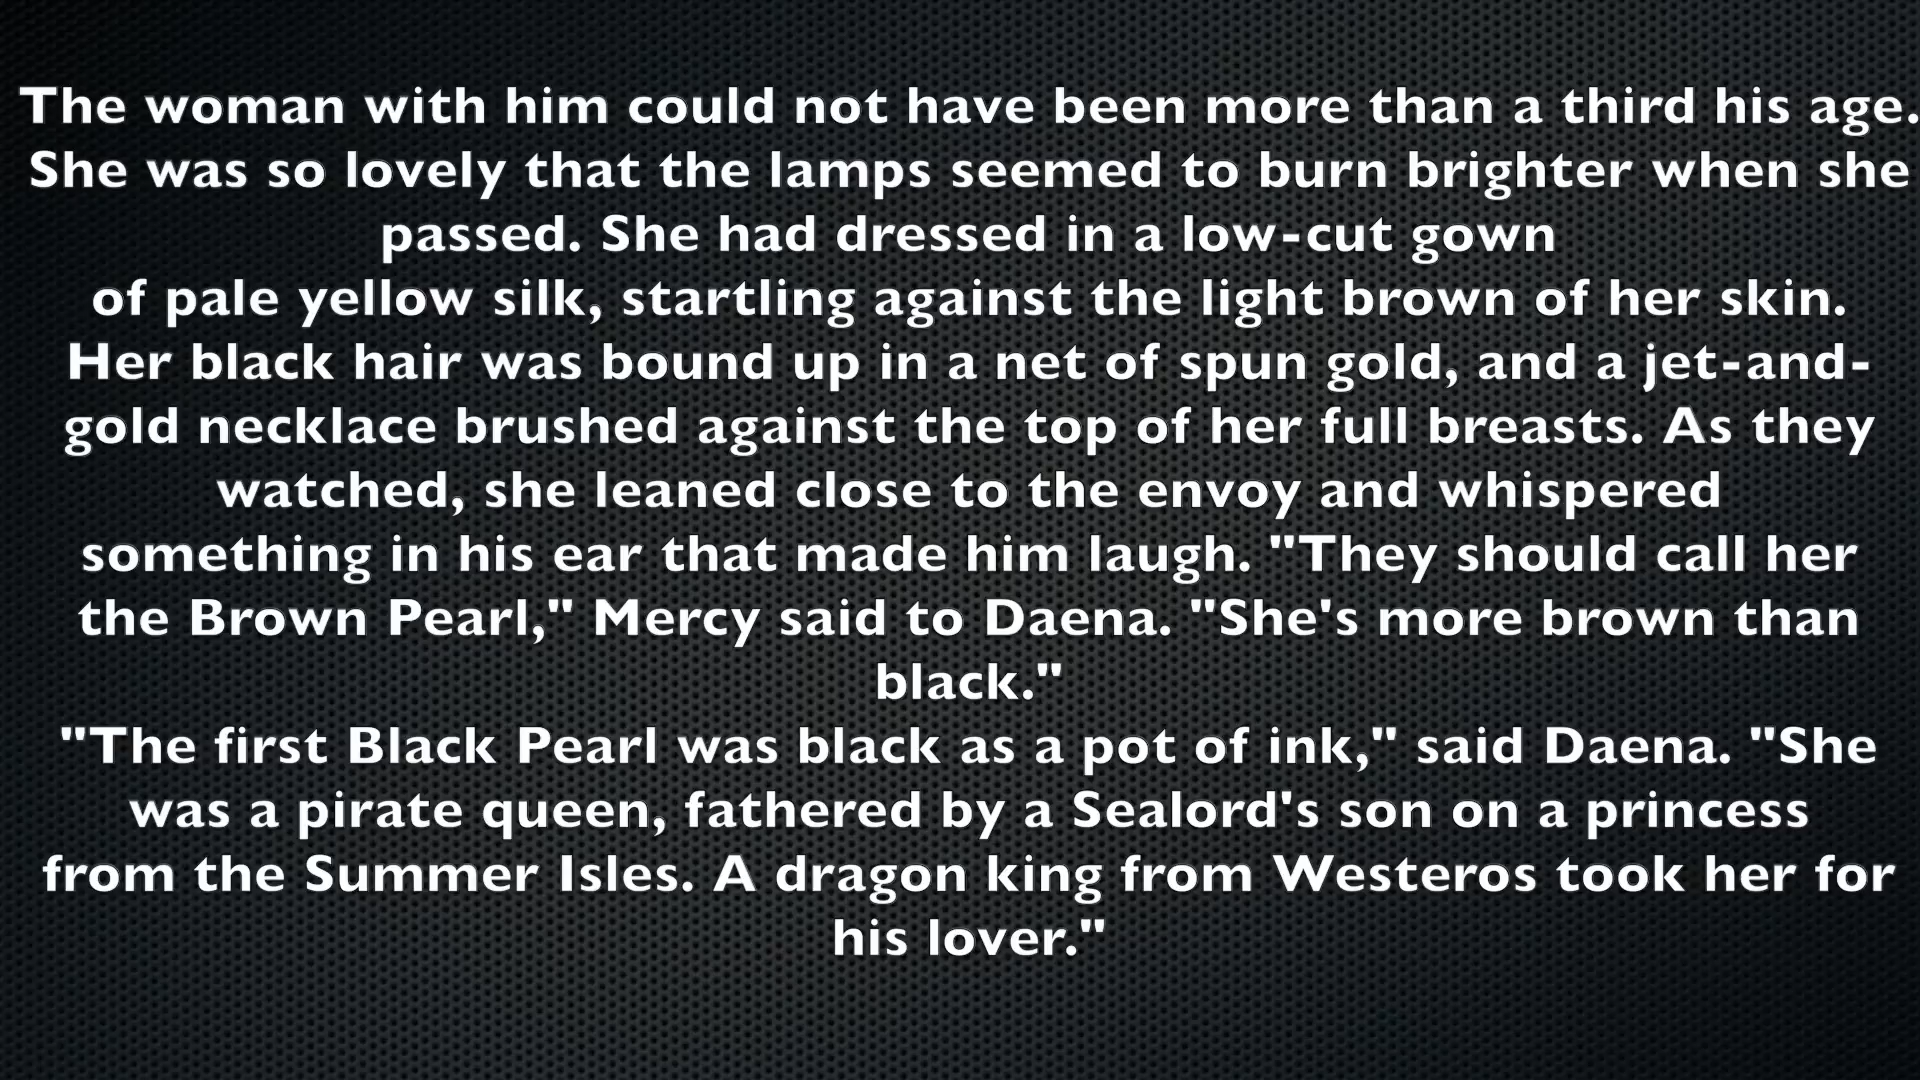 The woman with him could not have been more than a third his age.
She was so lovely that the lamps seemed to burn brighter when she
passed. She had dressed in a low-cut gown
of pale yellow silk, startling against the light brown of her skin.
Her black hair was bound up in a net of spun gold, and a jet-and-
gold necklace brushed against the top of her full breasts. As they
watched, she leaned close to the envoy and whispered
something in his ear that made him laugh. "They should call her
the Brown Pearl," Mercy said to Daena. "She's more brown than
black."
"The first Black Pearl was black as a pot of ink," said Daena. "She
was a pirate queen, fathered by a Sealord's son on a princess
from the Summer Isles. A dragon king from Westeros took her for
his lover."